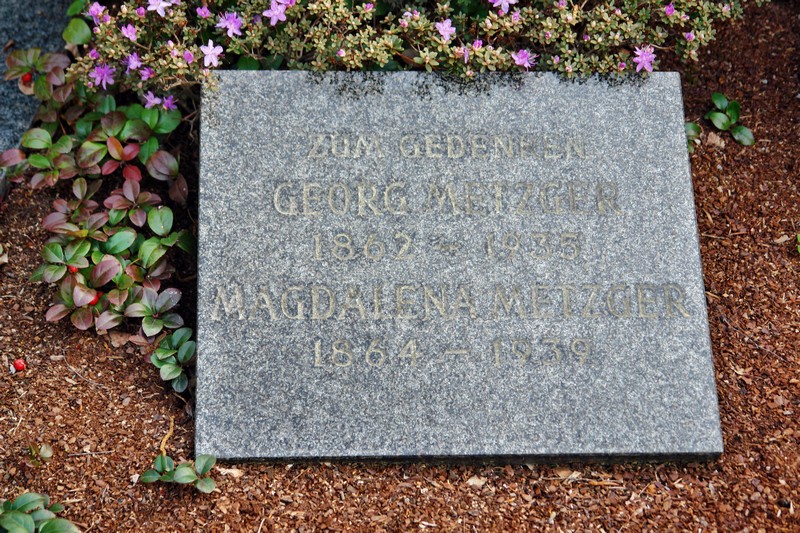 ZUM GEDENKEN
GEORG METZGER
1862 – 1935
MAGDALENA METZGER
1864 – 1939